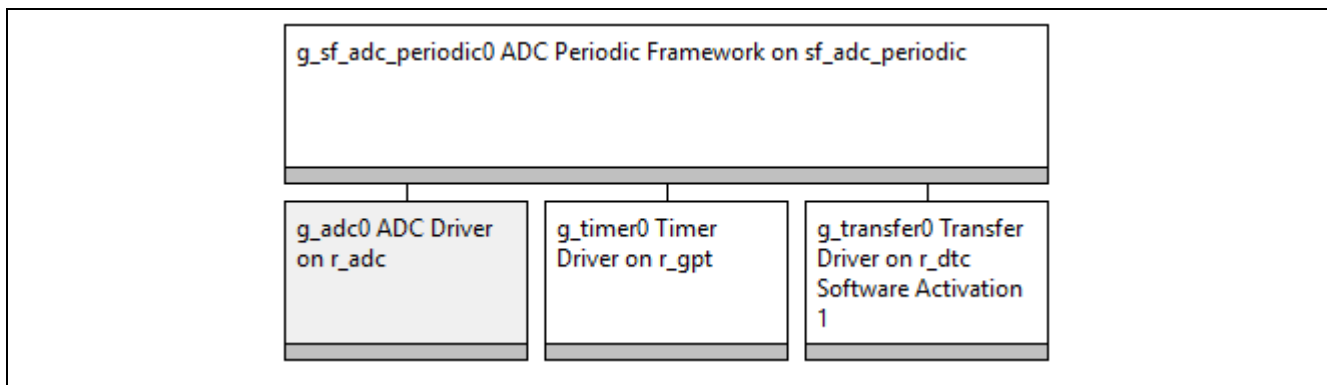 g_sf_adc_periodic0 ADC Periodic Framework on sf_adc_periodic
g_adc0 ADC Driver
on r_adc
g_timer0 Timer
Driver on r_gpt
g_transfer0 Transfer
Driver on r_dtc
Software Activation
1